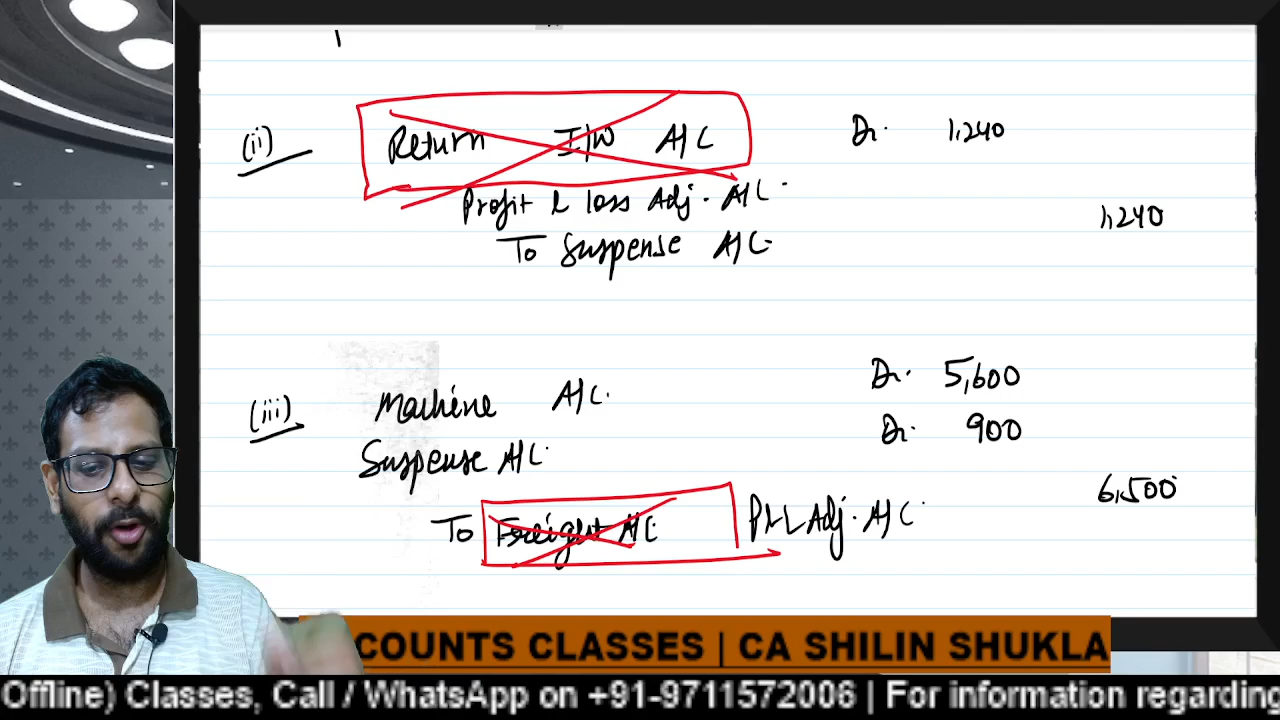 (ii) Return I/W A/C Dr. 1,240
Profit & loss Adj. A/C.
To Suspense A/C. 1,240
(iii) Machine A/C. Dr. 5,600
Suspense A/C. Dr. 900
To Freight A/C. P&L Adj. A/C. 6,500
COUNTS CLASSES | CA SHILIN SHUKLA
Offline) Classes, Call / WhatsApp on +91-9711572006 | For information regarding